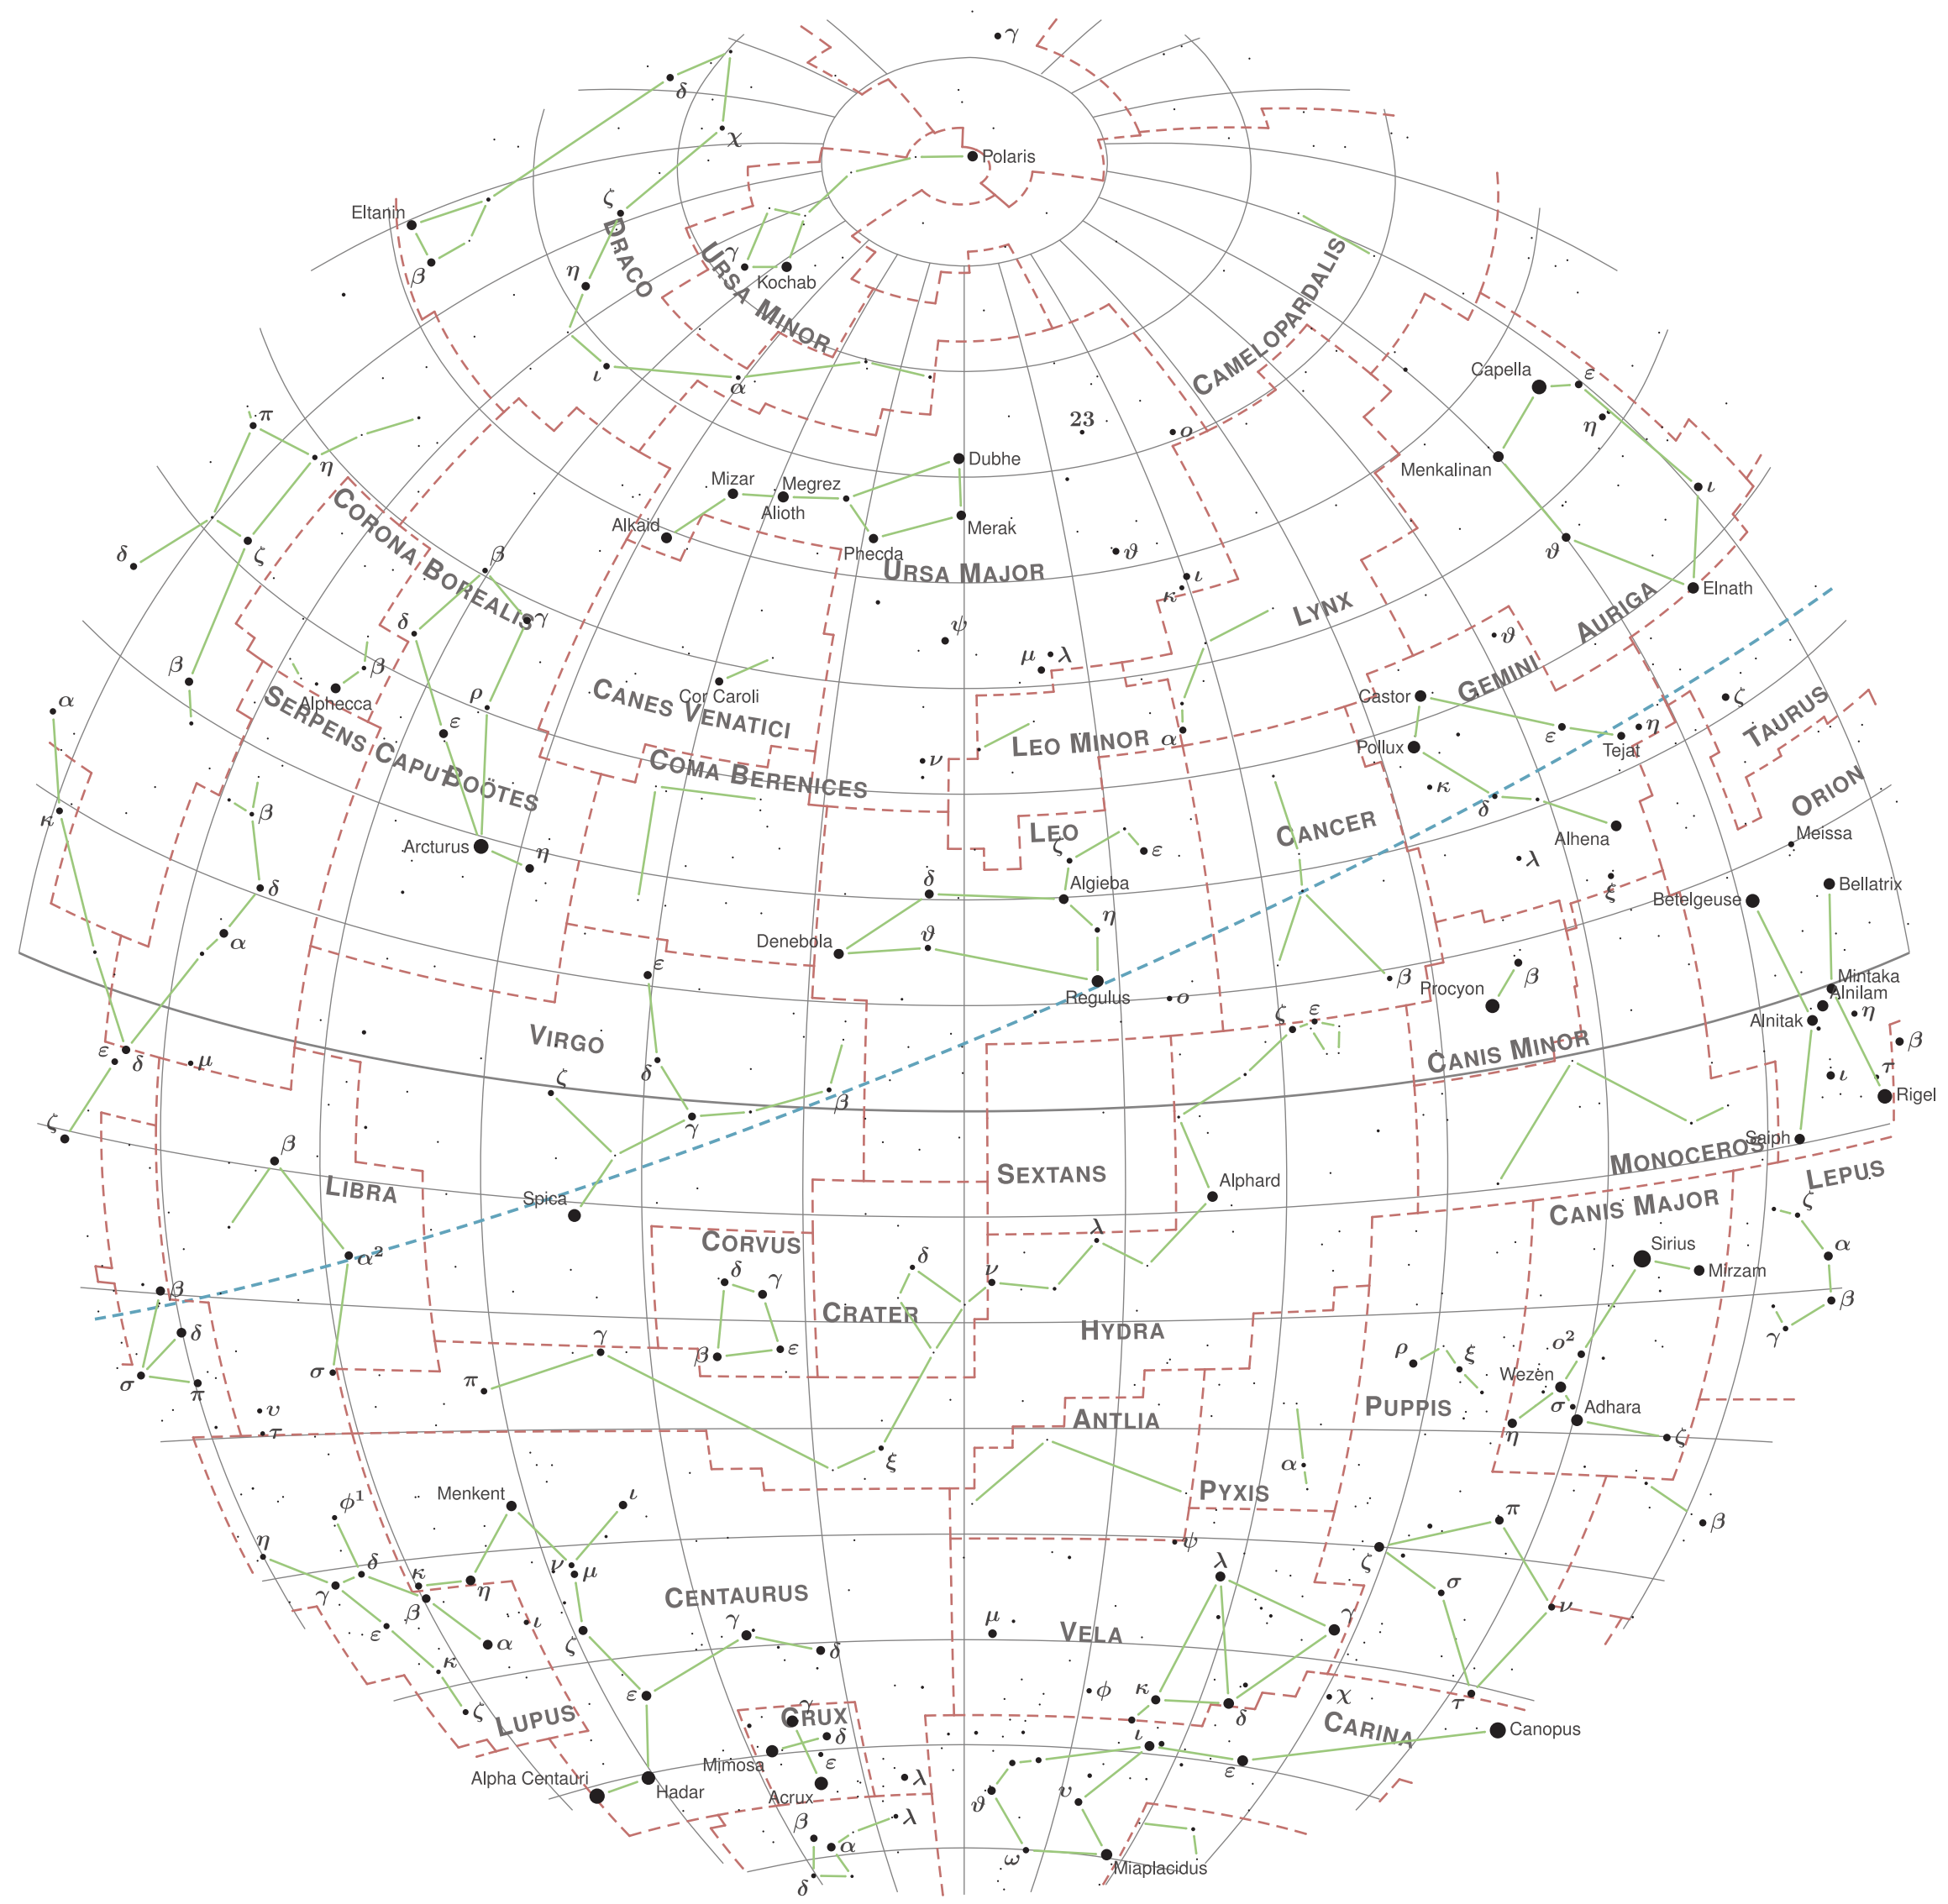 γ
δ
χ
Polaris
ζ
Eltanin
DRACO
URSA MINOR
γ
β
η
Kochab
CAMELOPARDALIS
ι
α
Capella
ε
π
23
ο
η
η
Dubhe
Menkalinan
Mizar
Megrez
ι
Alioth
CORONA BOREALIS
Alkaid
Merak
ζ
δ
β
Phecda
ϑ
ϑ
URSA MAJOR
ι
κ
Elnath
LYNX
AURIGA
δ
γ
ψ
ϑ
β
β
μ
λ
GEMINI
α
Alphecca
ρ
CANES VENATICI
Cor Caroli
Castor
ζ
TAURUS
SERPENS CAPUT
ε
LEO MINOR
α
Pollux
ε
Tejat
η
ν
BOÖTES
COMA BERENICES
κ
δ
ORION
κ
β
LEO
CANCER
Alhena
Meissa
Arcturus
η
ζ
ε
λ
δ
δ
Algieba
ξ
Betelgeuse
Bellatrix
α
η
Denebola
ϑ
ε
Regulus
ο
β
Procyon
β
Mintaka
Alnilam
η
Alnitak
ζ
ε
VIRGO
CANIS MINOR
β
ε
δ
μ
δ
ζ
ι
π
Rigel
β
γ
ζ
β
Saiph
MONOCEROS
LIBRA
Spica
SEXTANS
Alphard
LEPUS
CANIS MAJOR
ζ
λ
α²
CORVUS
δ
Sirius
α
δ
γ
ν
Mirzam
β
CRATER
HYDRA
β
δ
γ
β
ε
γ
ρ
ξ
ο²
σ
π
σ
π
Wezen
PUPPIS
σ
Adhara
υ
τ
ANTLIA
η
ζ
ξ
α
PYXIS
Menkent
ι
ϕ¹
π
β
η
ψ
δ
ν
μ
λ
ζ
κ
η
γ
β
CENTAURUS
σ
ε
ι
α
ζ
γ
μ
VELA
γ
ν
δ
κ
ε
ϕ
κ
χ
τ
ζ
LUPUS
γ
CRUX
δ
δ
CARINA
Canopus
Mimosa
ε
ι
ε
Alpha Centauri
Hadar
Acrux
λ
ϑ
υ
β
λ
α
ω
Miaplacidus
δ